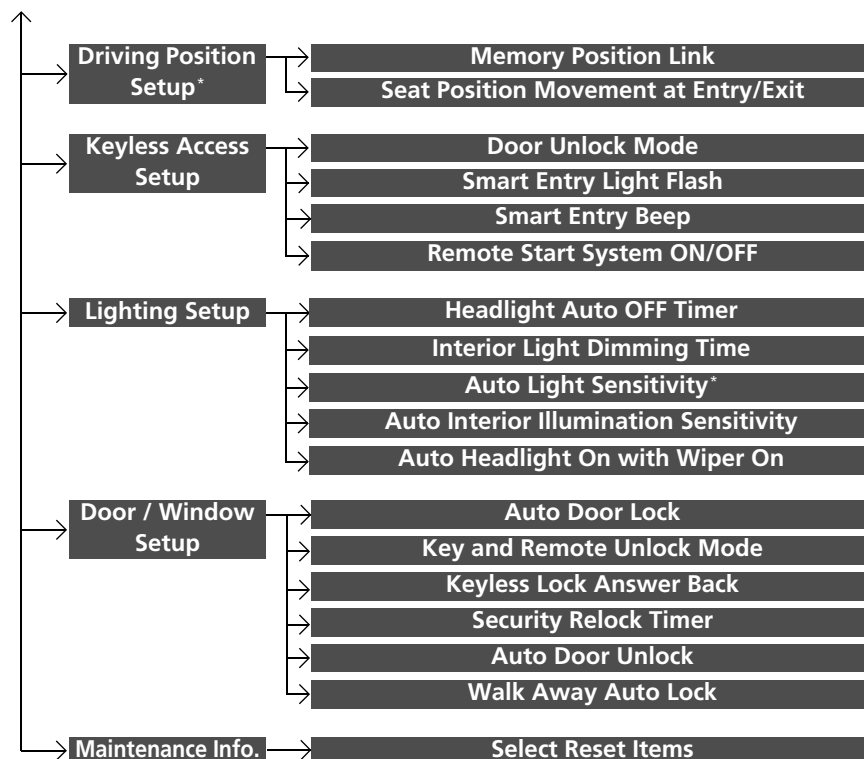 Driving Position
Setup*
Memory Position Link
Seat Position Movement at Entry/Exit
Keyless Access
Setup
Door Unlock Mode
Smart Entry Light Flash
Smart Entry Beep
Remote Start System ON/OFF
Lighting Setup
Headlight Auto OFF Timer
Interior Light Dimming Time
Auto Light Sensitivity*
Auto Interior Illumination Sensitivity
Auto Headlight On with Wiper On
Door / Window
Setup
Auto Door Lock
Key and Remote Unlock Mode
Keyless Lock Answer Back
Security Relock Timer
Auto Door Unlock
Walk Away Auto Lock
Maintenance Info.
Select Reset Items